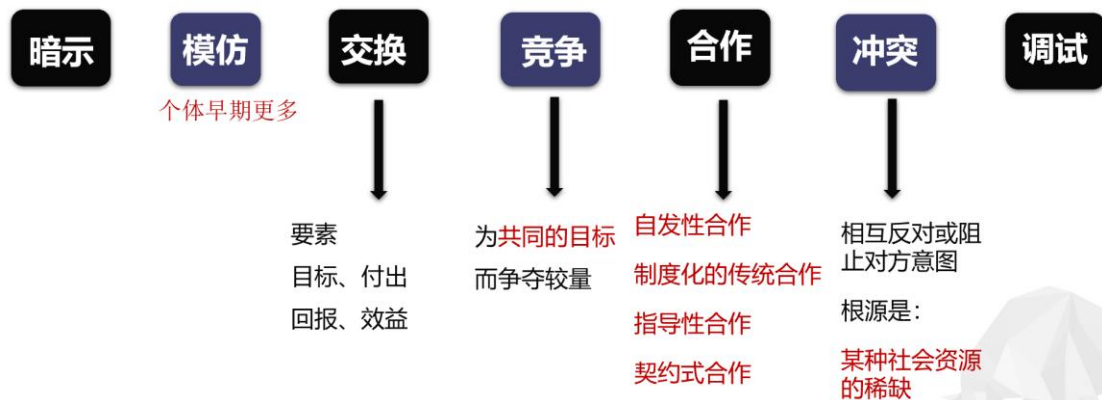 暗示
模仿
交换
竞争
合作
冲突
调试
个体早期更多
要素
目标、付出
回报、效益
为共同的目标
而争夺较量
自发性合作
制度化的传统合作
指导性合作
契约式合作
相互反对或阻
止对方意图
根源是：
某种社会资源
的稀缺